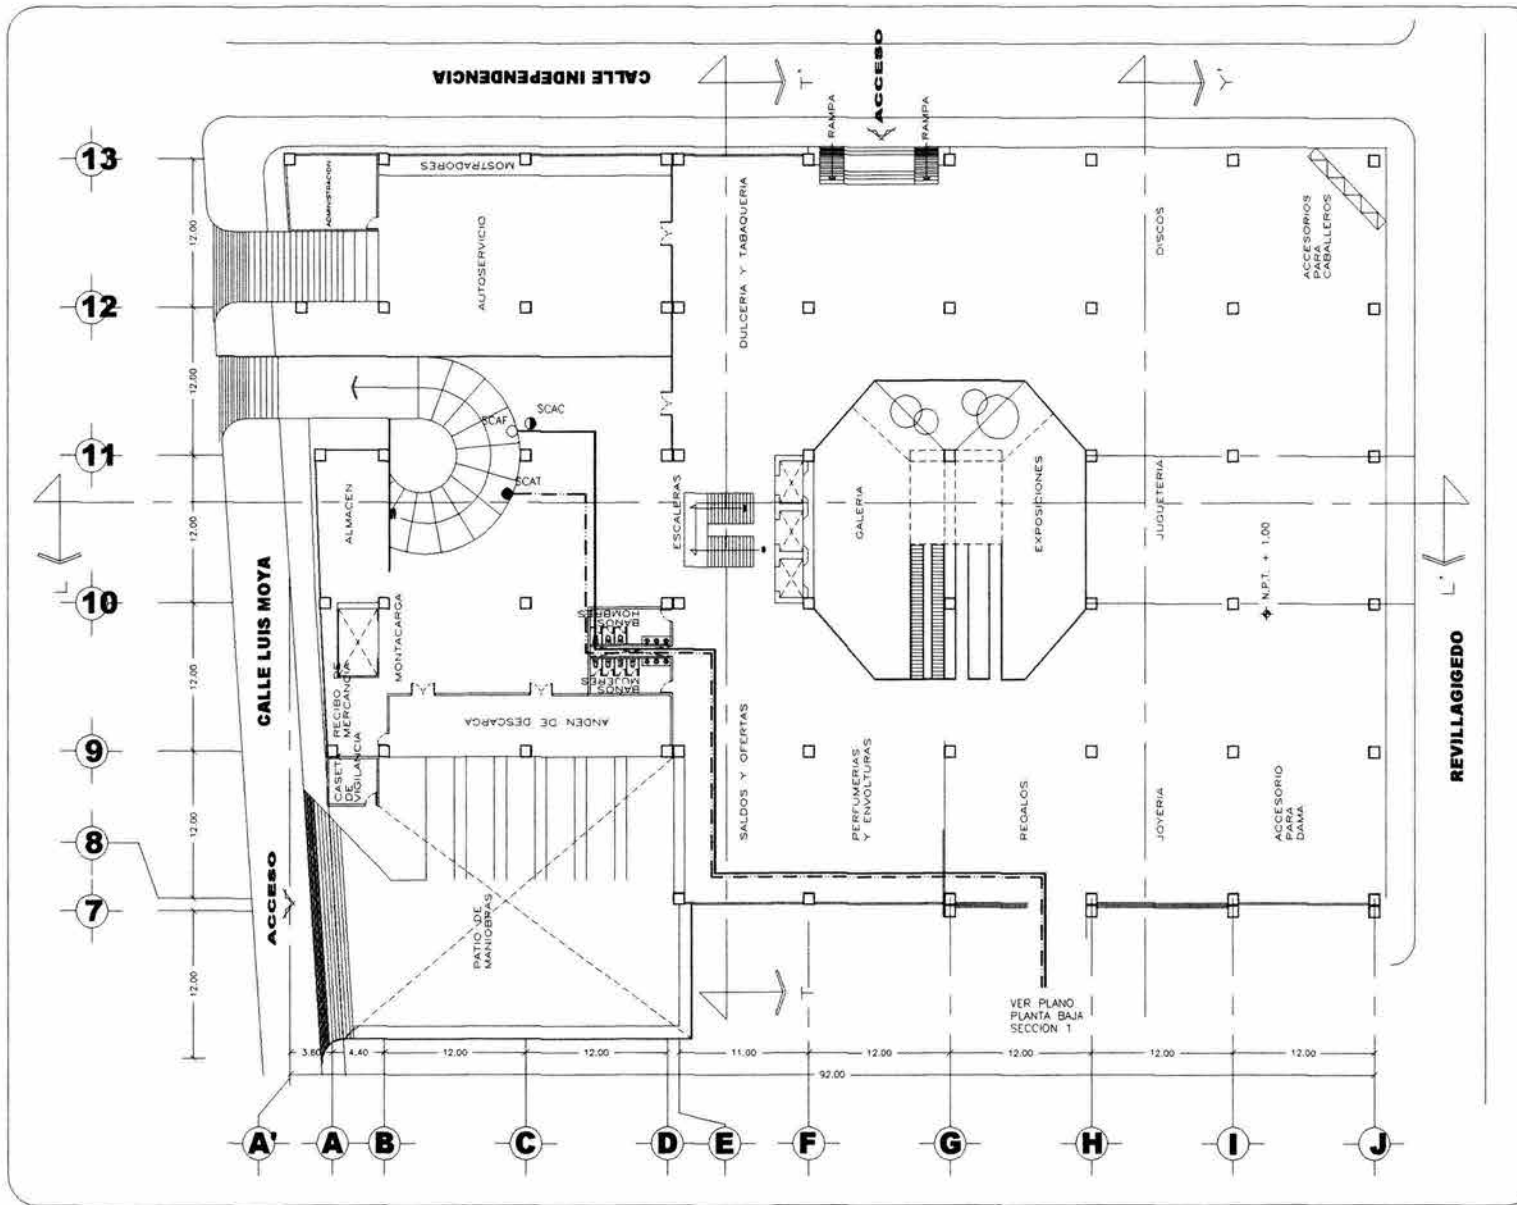 CALLE INDEPENDENCIA
T'
ACCESO
Y'
RAMPA
RAMPA
13
MOSTRADORES
ADMINISTRACION
12.00
AUTOSERVICIO
DULCERIA Y TABAQUERIA
DISCOS
ACCESORIOS
PARA
CABALLEROS
12
12.00
SCAC
SCAF
11
SCAT
ALMACEN
ESCALERAS
GALERIA
EXPOSICIONES
JUGUETERIA
N.P.T. + 1.00
L
L'
12.00
CALLE LUIS MOYA
10
BAÑOS
HOMBRES
MONTACARGA
BAÑOS
MUJERES
REVILLAGIGEDO
12.00
RECIBO DE
MERCANCIA
ANDEN DE DESCARGA
9
CASETA
DE
VIGILANCIA
SALDOS Y OFERTAS
PERFUMERIAS
Y ENVOLTURAS
REGALOS
JOYERIA
ACCESORIO
PARA
DAMA
12.00
8
7
ACCESO
PATIO DE
MANIOBRAS
12.00
T
VER PLANO
PLANTA BAJA
SECCION 1
3.60
4.40
12.00
12.00
11.00
12.00
12.00
12.00
12.00
92.00
A'
A
B
C
D
E
F
G
H
I
J